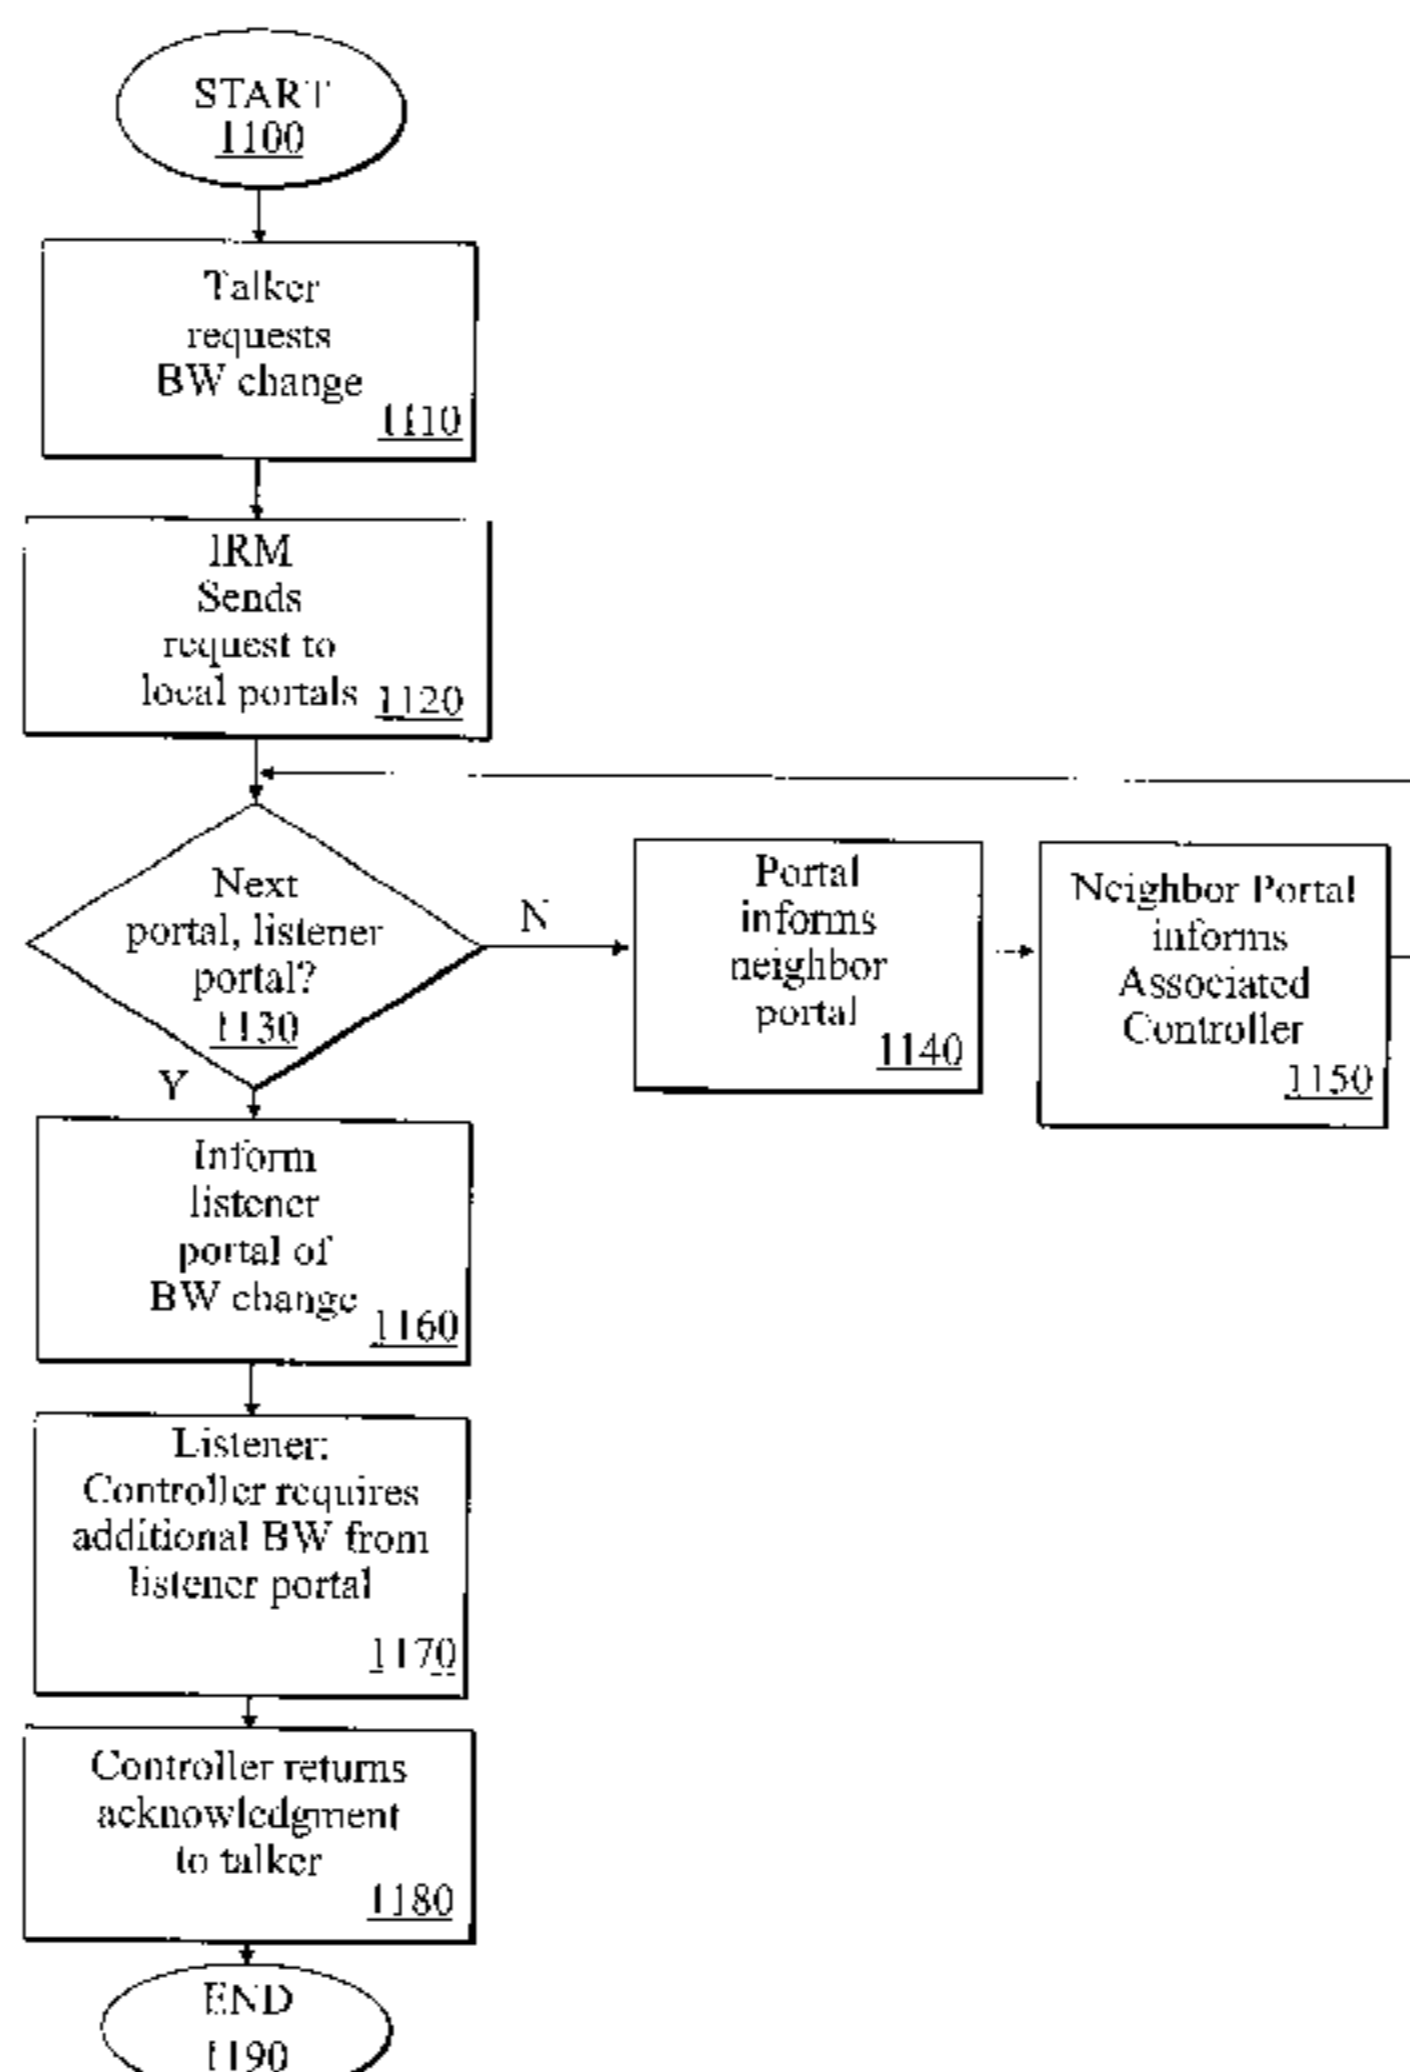 START
1100
Talker
requests
BW change
1110
IRM
Sends
request to
local portals
1120
Next
portal, listener
portal?
1130
N
Y
Portal
informs
neighbor
portal
1140
Neighbor Portal
informs
Associated
Controller
1150
Inform
listener
portal of
BW change
1160
Listener:
Controller requires
additional BW from
listener portal
1170
Controller returns
acknowledgment
to talker
1180
END
1190